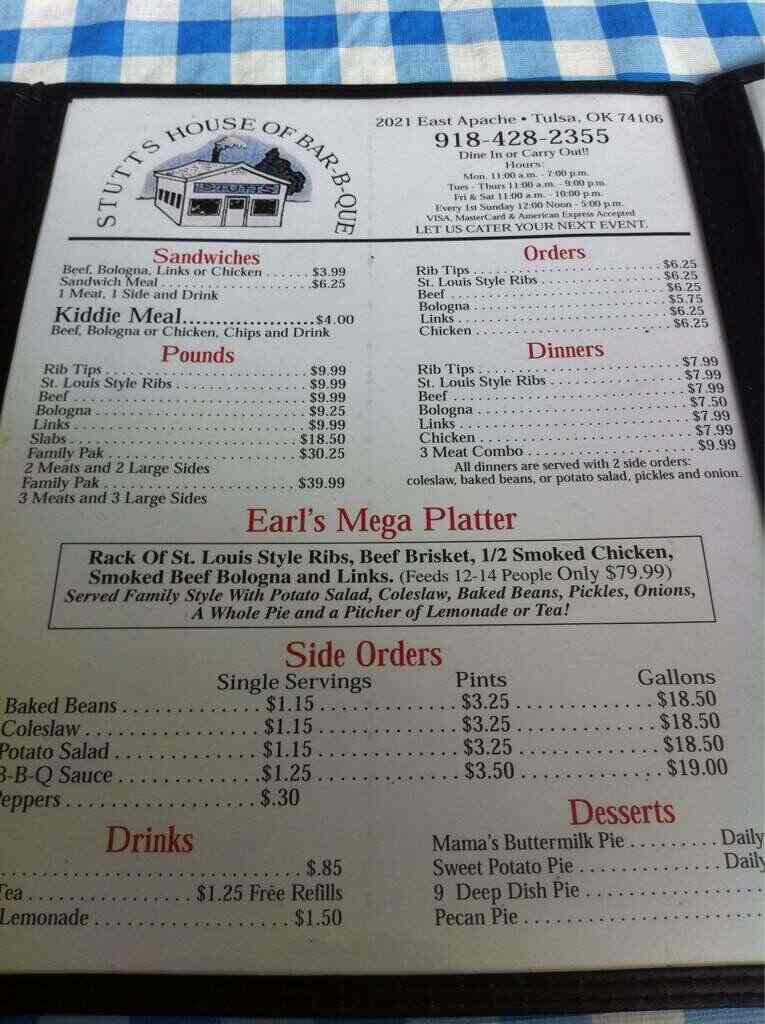 STUTTS HOUSE OF BAR-B-QUE
STUTTS
2021 East Apache • Tulsa, OK 74106
918-428-2355
Dine In or Carry Out!!
Hours:
Mon. 11:00 a.m. - 7:00 p.m.
Tues - Thurs 11:00 a.m. - 9:00 p.m.
Fri & Sat 11:00 a.m. - 10:00 p.m.
Every 1st Sunday 12:00 Noon - 5:00 p.m.
VISA, MasterCard & American Express Accepted
LET US CATER YOUR NEXT EVENT.
Sandwiches
Beef, Bologna, Links or Chicken ...... $3.99
Sandwich Meal ...................... $6.25
1 Meat, 1 Side and Drink
Kiddie Meal ...................... $4.00
Beef, Bologna or Chicken, Chips and Drink
Pounds
Rib Tips ........................ $9.99
St. Louis Style Ribs ................ $9.99
Beef ........................ $9.99
Bologna ........................ $9.25
Links ........................ $9.99
Slabs ........................ $18.50
Family Pak ........................ $30.25
2 Meats and 2 Large Sides
Family Pak ........................ $39.99
3 Meats and 3 Large Sides
Orders
Rib Tips ........................ $6.25
St. Louis Style Ribs ................ $6.25
Beef ........................ $6.25
Bologna ........................ $5.75
Links ........................ $6.25
Chicken ........................ $6.25
Dinners
Rib Tips ........................ $7.99
St. Louis Style Ribs ................ $7.99
Beef ........................ $7.99
Bologna ........................ $7.50
Links ........................ $7.99
Chicken ........................ $7.99
3 Meat Combo ........................ $9.99
All dinners are served with 2 side orders:
coleslaw, baked beans, or potato salad, pickles and onion.
Earl's Mega Platter
Rack Of St. Louis Style Ribs, Beef Brisket, 1/2 Smoked Chicken,
Smoked Beef Bologna and Links. (Feeds 12-14 People Only $79.99)
Served Family Style With Potato Salad, Coleslaw, Baked Beans, Pickles, Onions,
A Whole Pie and a Pitcher of Lemonade or Tea!
Side Orders
Single Servings Pints Gallons
Baked Beans ............ $1.15 ............ $3.25 ............ $18.50
Coleslaw ............ $1.15 ............ $3.25 ............ $18.50
Potato Salad ............ $1.15 ............ $3.25 ............ $18.50
B-B-Q Sauce ............ $1.25 ............ $3.50 ............ $19.00
eppers ................ $.30
Drinks
........................ $.85
Tea ................ $1.25 Free Refills
Lemonade ................ $1.50
Desserts
Mama's Buttermilk Pie ......... Daily
Sweet Potato Pie ............ Daily
9 Deep Dish Pie ............
Pecan Pie ................